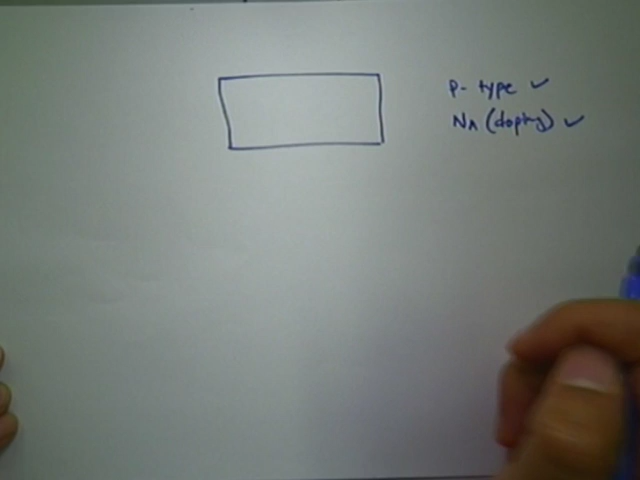 P- type ✓
NA (doping) ✓